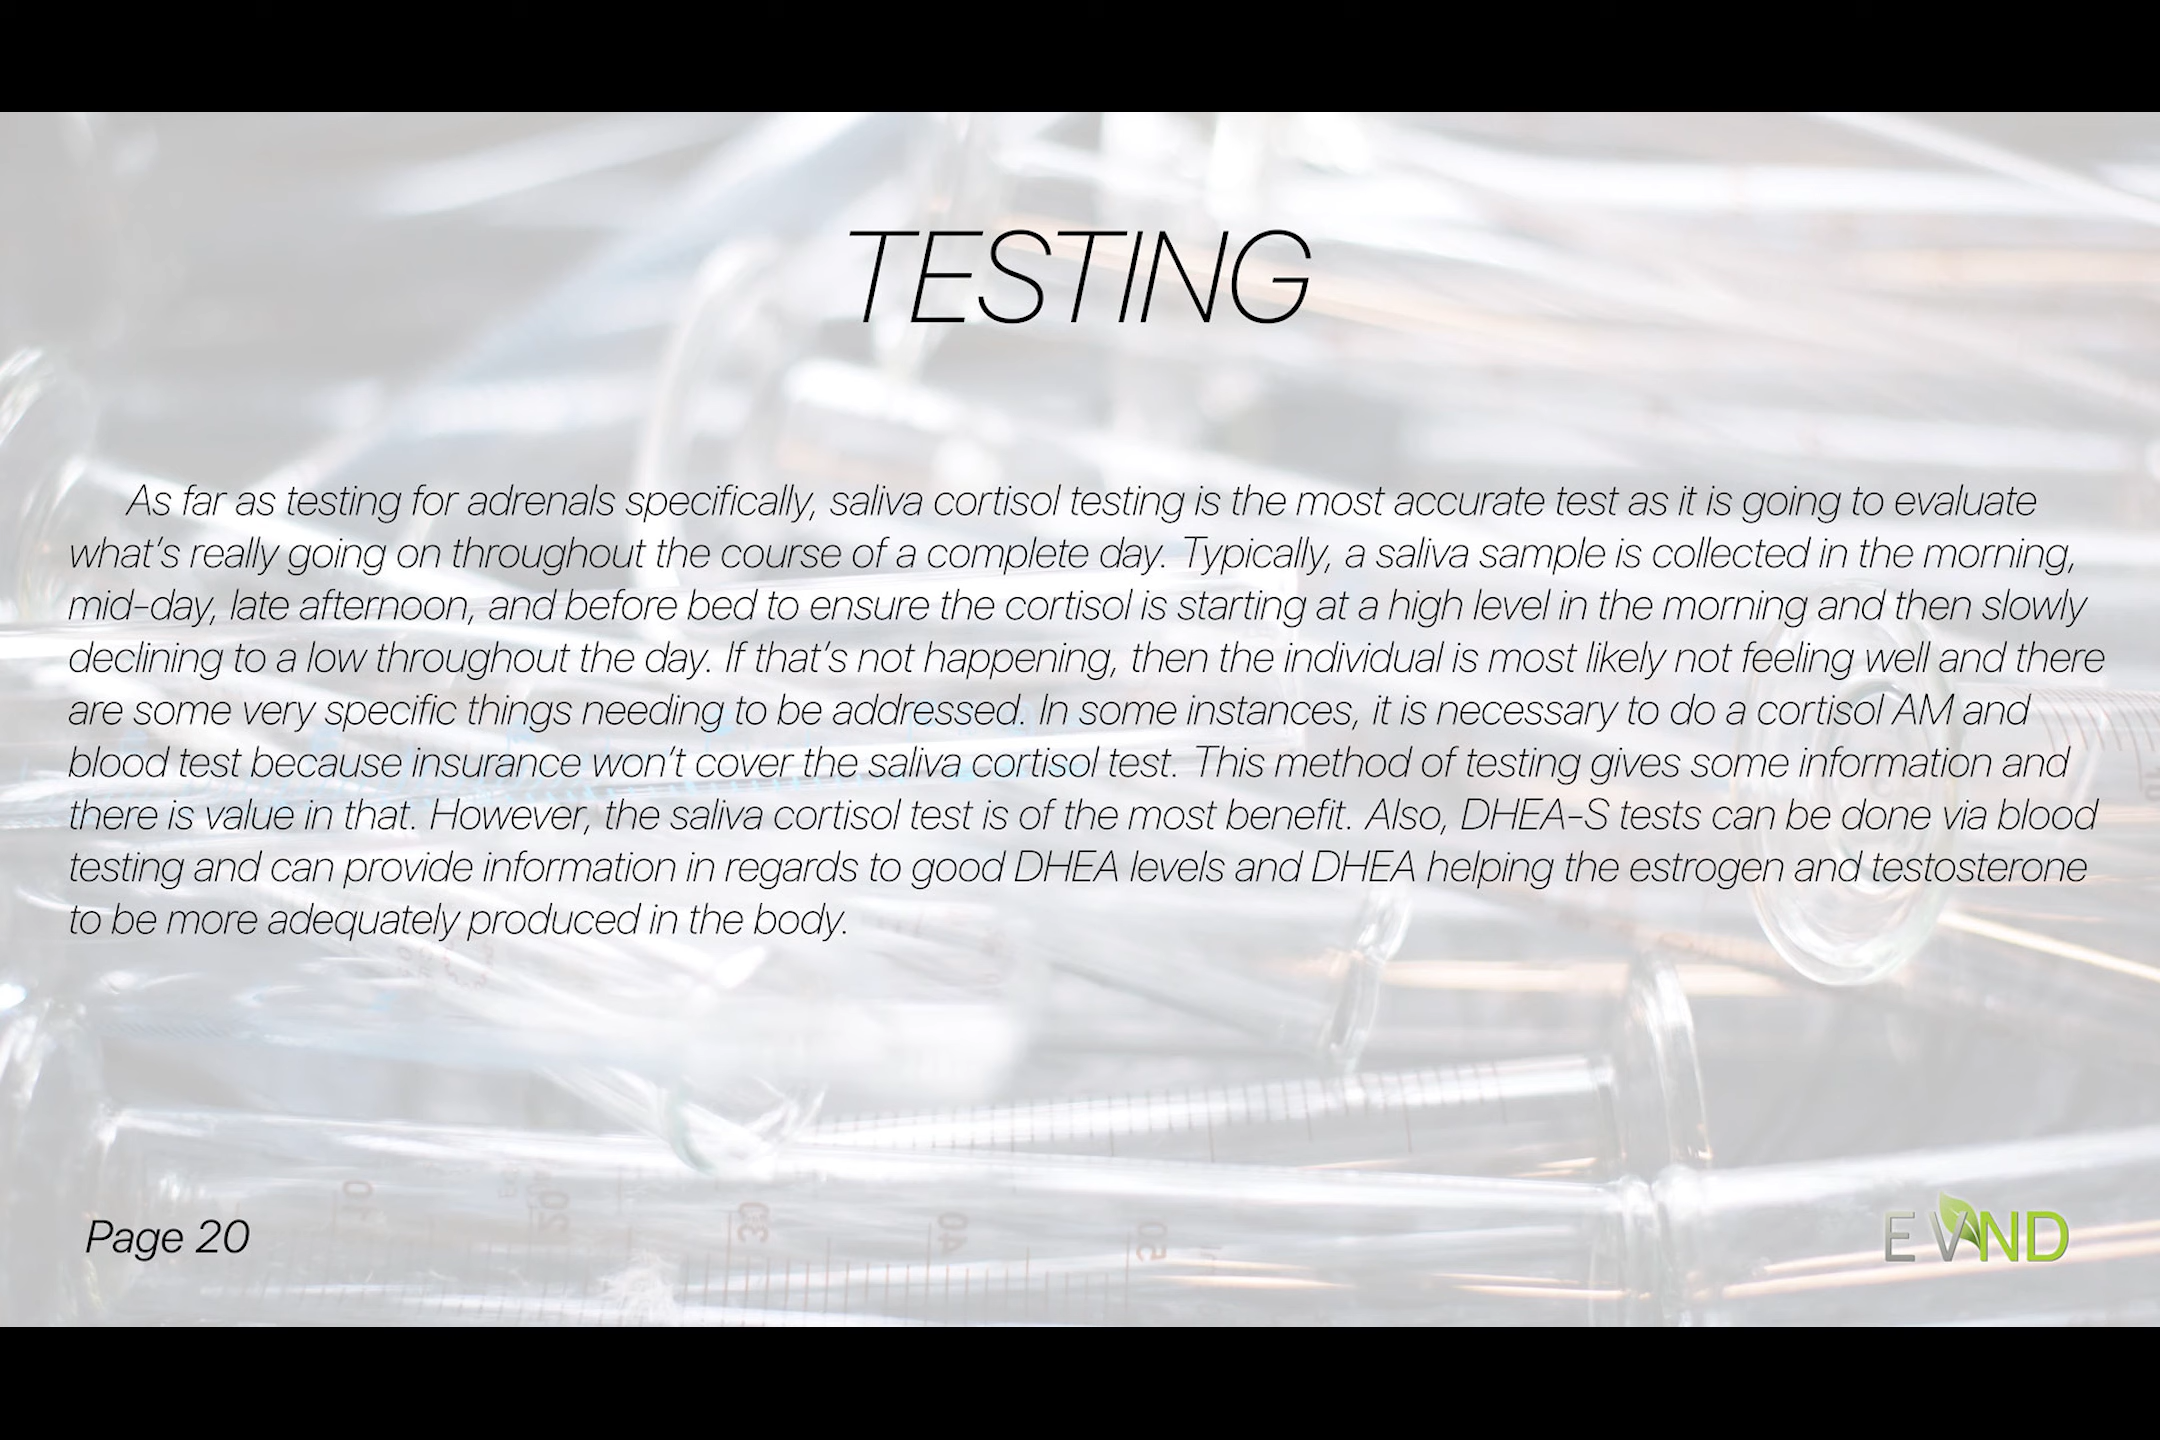 TESTING
As far as testing for adrenals specifically, saliva cortisol testing is the most accurate test as it is going to evaluate
what's really going on throughout the course of a complete day. Typically, a saliva sample is collected in the morning,
mid-day, late afternoon, and before bed to ensure the cortisol is starting at a high level in the morning and then slowly
declining to a low throughout the day. If that's not happening, then the individual is most likely not feeling well and there
are some very specific things needing to be addressed. In some instances, it is necessary to do a cortisol AM and
blood test because insurance won't cover the saliva cortisol test. This method of testing gives some information and
there is value in that. However, the saliva cortisol test is of the most benefit. Also, DHEA-S tests can be done via blood
testing and can provide information in regards to good DHEA levels and DHEA helping the estrogen and testosterone
to be more adequately produced in the body.
10 20 30 40 50
Page 20
EVND